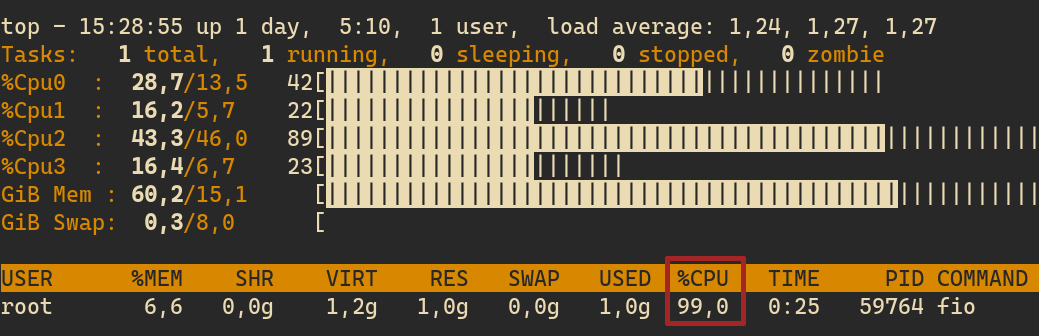 top - 15:28:55 up 1 day,  5:10,  1 user,  load average: 1,24, 1,27, 1,27
Tasks:   1 total,   1 running,   0 sleeping,   0 stopped,   0 zombie
%Cpu0  :  28,7/13,5   42[
%Cpu1  :  16,2/5,7    22[
%Cpu2  :  43,3/46,0   89[
%Cpu3  :  16,4/6,7    23[
GiB Mem : 60,2/15,1     [
GiB Swap:  0,3/8,0      [
USER      %MEM    SHR    VIRT    RES   SWAP   USED  %CPU   TIME     PID COMMAND
root       6,6   0,0g    1,2g   1,0g   0,0g   1,0g  99,0   0:25   59764 fio